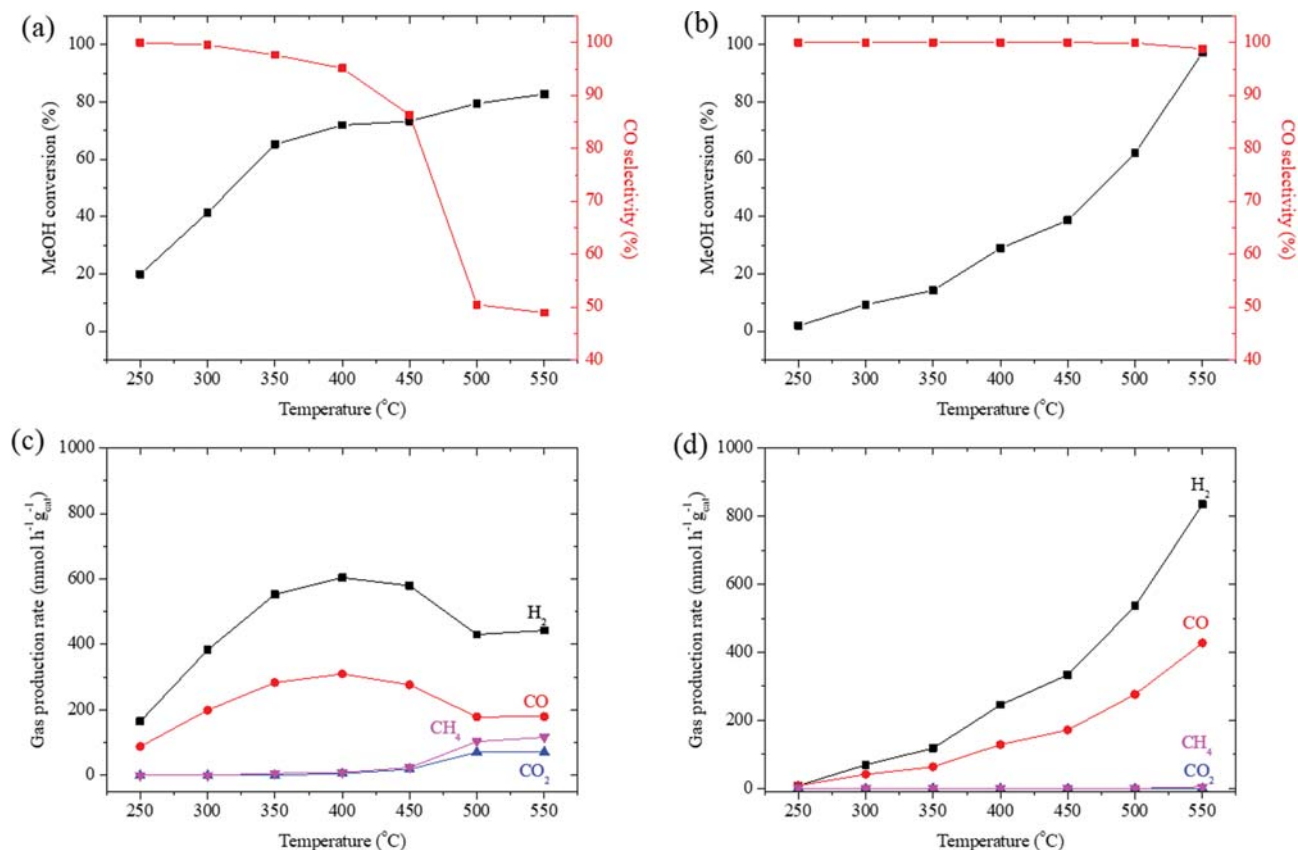 (a)
MeOH conversion (%)
100
80
60
40
20
0
100
90
80
70
60
50
40
CO selectivity (%)
250 300 350 400 450 500 550
Temperature (°C)
(b)
MeOH conversion (%)
100
80
60
40
20
0
100
90
80
70
60
50
40
CO selectivity (%)
250 300 350 400 450 500 550
Temperature (°C)
(c)
Gas production rate (mmol h⁻¹g_cat⁻¹)
1000
800
600
400
200
0
H₂
CO
CH₄
CO₂
250 300 350 400 450 500 550
Temperature (°C)
(d)
Gas production rate (mmol h⁻¹g_cat⁻¹)
1000
800
600
400
200
0
H₂
CO
CH₄
CO₂
250 300 350 400 450 500 550
Temperature (°C)